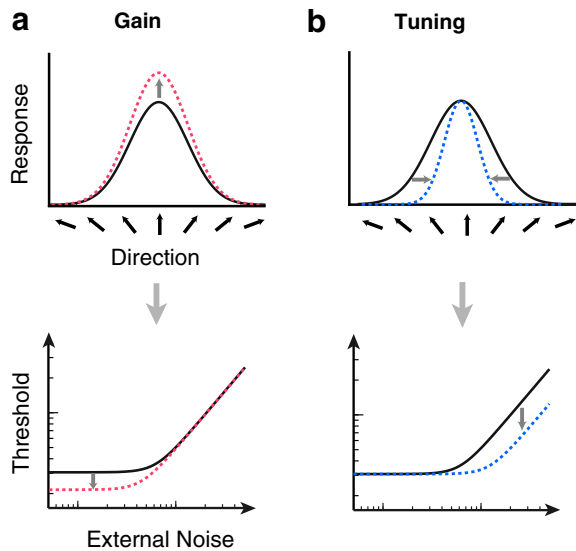 a
Gain
b
Tuning
Response
Direction
Threshold
External Noise